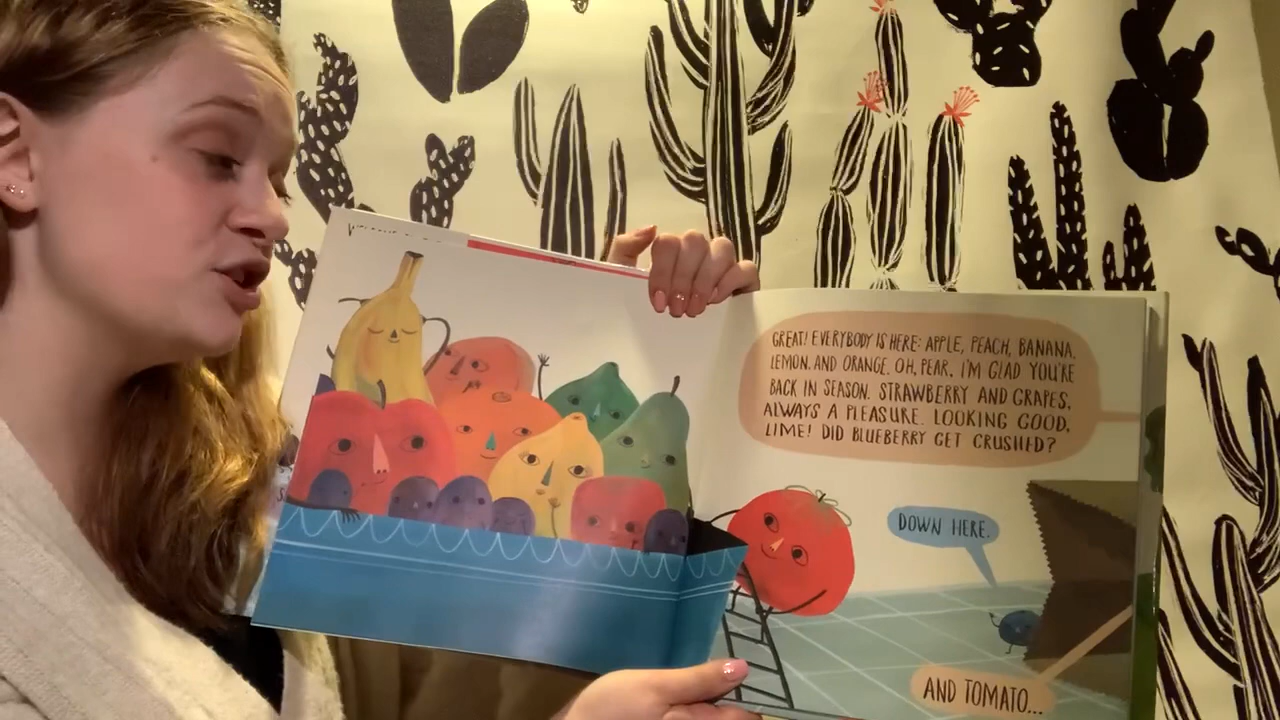 GREAT! EVERYBODY IS HERE: APPLE, PEACH, BANANA,
LEMON, AND ORANGE. OH, PEAR, I'M GLAD YOU'RE
BACK IN SEASON. STRAWBERRY AND GRAPES,
ALWAYS A PLEASURE. LOOKING GOOD,
LIME! DID BLUEBERRY GET CRUSHED?
DOWN HERE.
AND TOMATO...